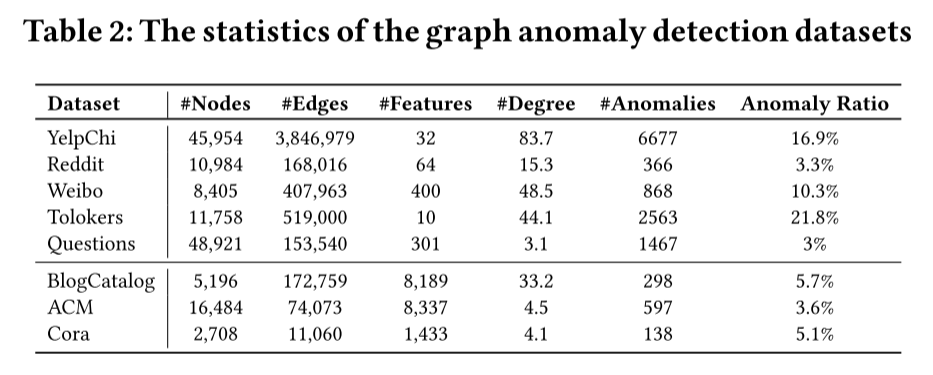 Table 2: The statistics of the graph anomaly detection datasets
Dataset #Nodes #Edges #Features #Degree #Anomalies Anomaly Ratio
YelpChi 45,954 3,846,979 32 83.7 6677 16.9%
Reddit 10,984 168,016 64 15.3 366 3.3%
Weibo 8,405 407,963 400 48.5 868 10.3%
Tolokers 11,758 519,000 10 44.1 2563 21.8%
Questions 48,921 153,540 301 3.1 1467 3%
BlogCatalog 5,196 172,759 8,189 33.2 298 5.7%
ACM 16,484 74,073 8,337 4.5 597 3.6%
Cora 2,708 11,060 1,433 4.1 138 5.1%